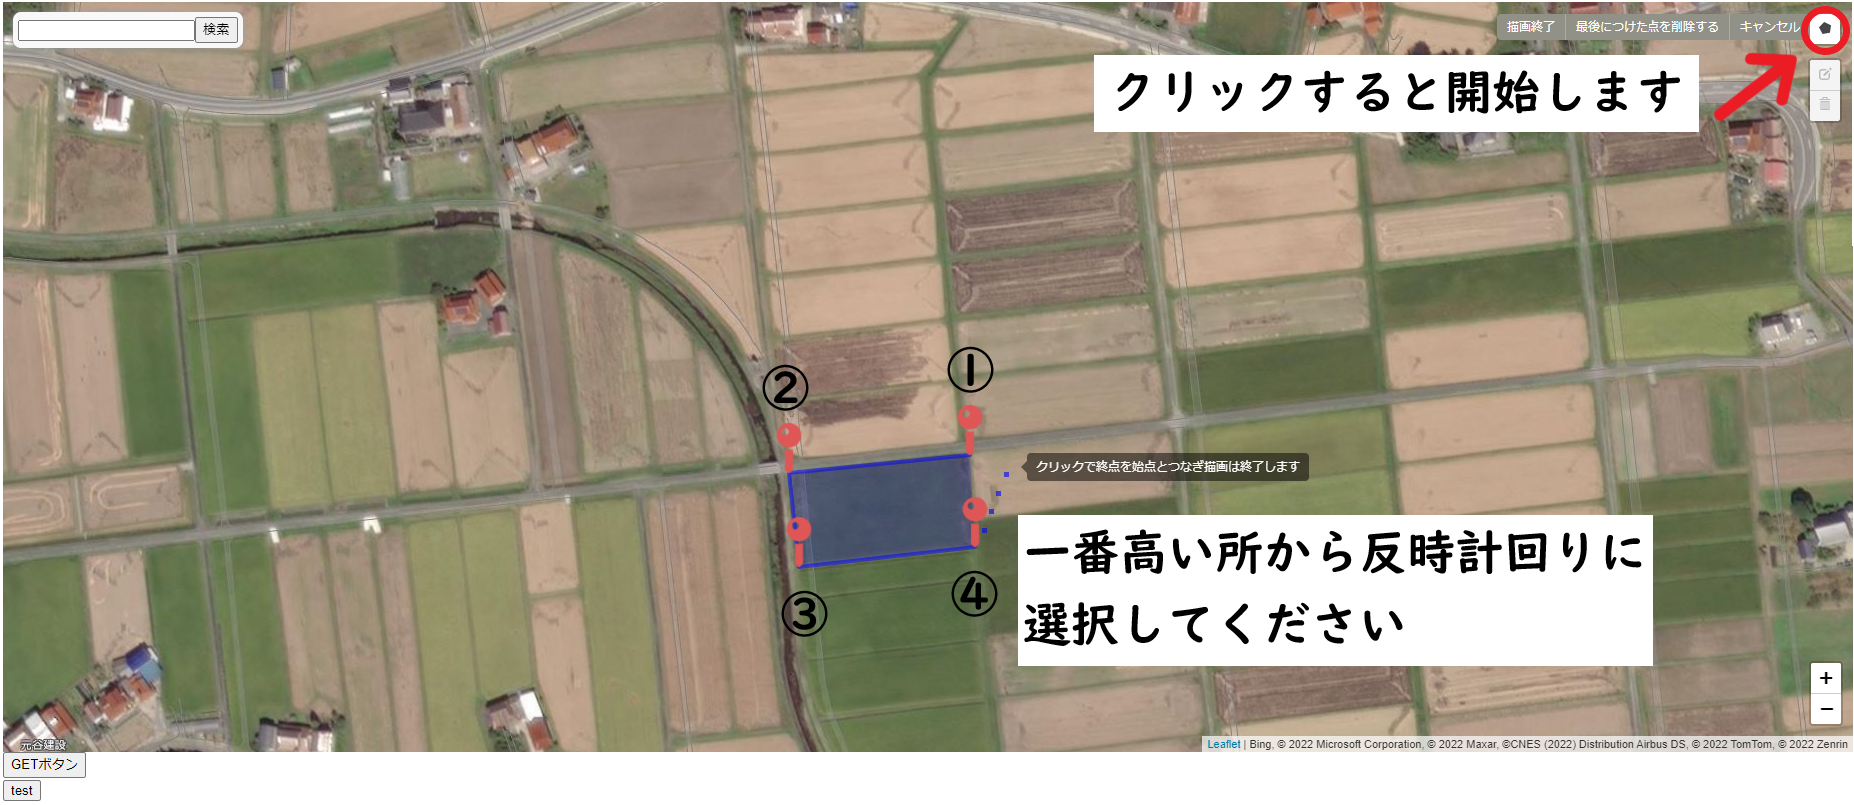 検索
描画終了 最後につけた点を削除する キャンセル
クリックすると開始します
①
②
クリックで終点を始点とつなぎ描画は終了します
一番高い所から反時計回りに
選択してください
③
④
+
−
元谷建設
Leaflet | Bing, © 2022 Microsoft Corporation, © 2022 Maxar, ©CNES (2022) Distribution Airbus DS, © 2022 TomTom, © 2022 Zenrin
GETボタン
test